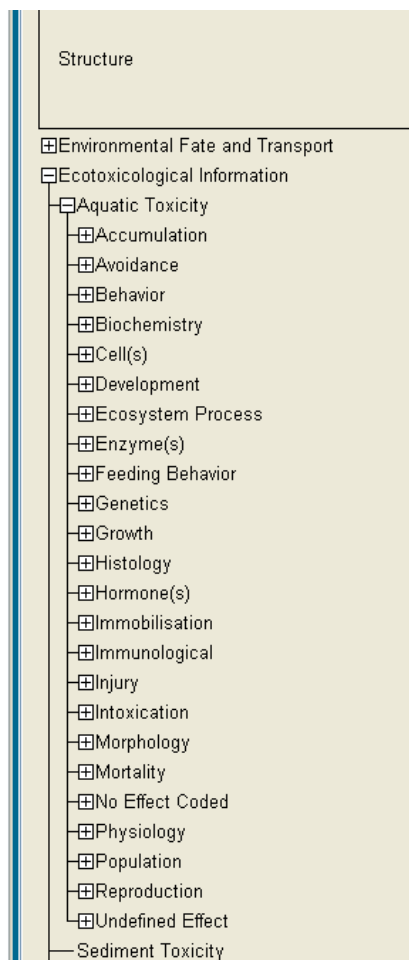 Structure
Environmental Fate and Transport
Ecotoxicological Information
Aquatic Toxicity
Accumulation
Avoidance
Behavior
Biochemistry
Cell(s)
Development
Ecosystem Process
Enzyme(s)
Feeding Behavior
Genetics
Growth
Histology
Hormone(s)
Immobilisation
Immunological
Injury
Intoxication
Morphology
Mortality
No Effect Coded
Physiology
Population
Reproduction
Undefined Effect
Sediment Toxicity